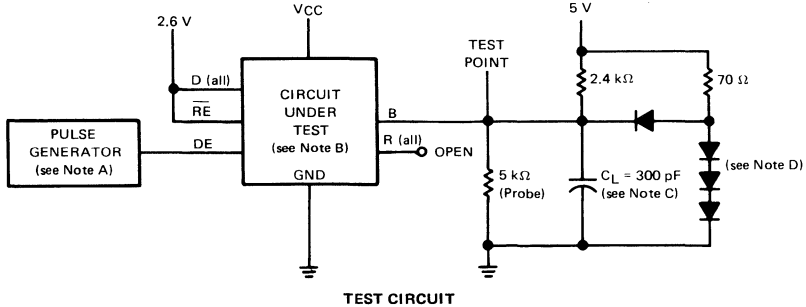 2.6 V
VCC
5 V
TEST
POINT
D (all)
RE
DE
CIRCUIT
UNDER
TEST
(see Note B)
GND
B
R (all)
OPEN
PULSE
GENERATOR
(see Note A)
2.4 kΩ
70 Ω
5 kΩ
(Probe)
CL = 300 pF
(see Note C)
(see Note D)
TEST CIRCUIT